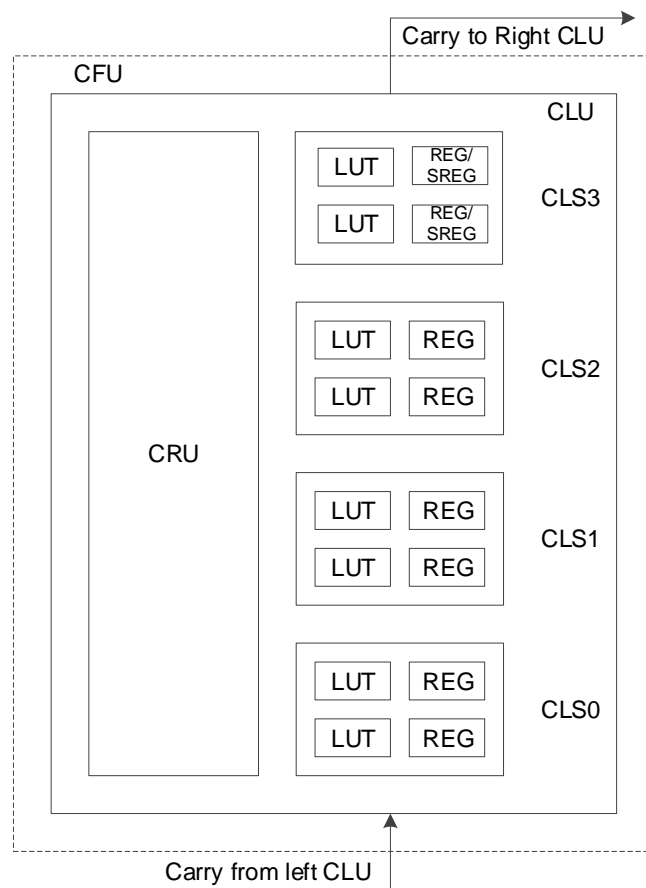 Carry to Right CLU
CFU
CLU
LUT
REG/
SREG
LUT
REG/
SREG
CLS3
LUT
REG
LUT
REG
CLS2
CRU
LUT
REG
LUT
REG
CLS1
LUT
REG
LUT
REG
CLS0
Carry from left CLU